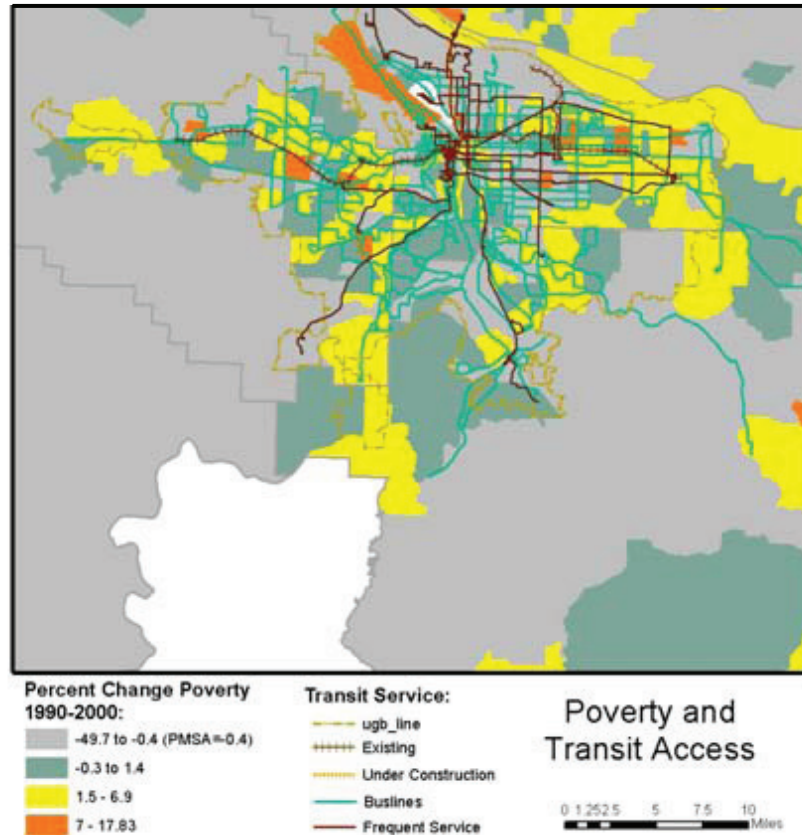 Percent Change Poverty
1990-2000:
-49.7 to -0.4 (PMSA=-0.4)
-0.3 to 1.4
1.5 - 6.9
7 - 17.83
Transit Service:
ugb_line
Existing
Under Construction
Buslines
Frequent Service
Poverty and
Transit Access
0 1.252.5 5 7.5 10
Miles